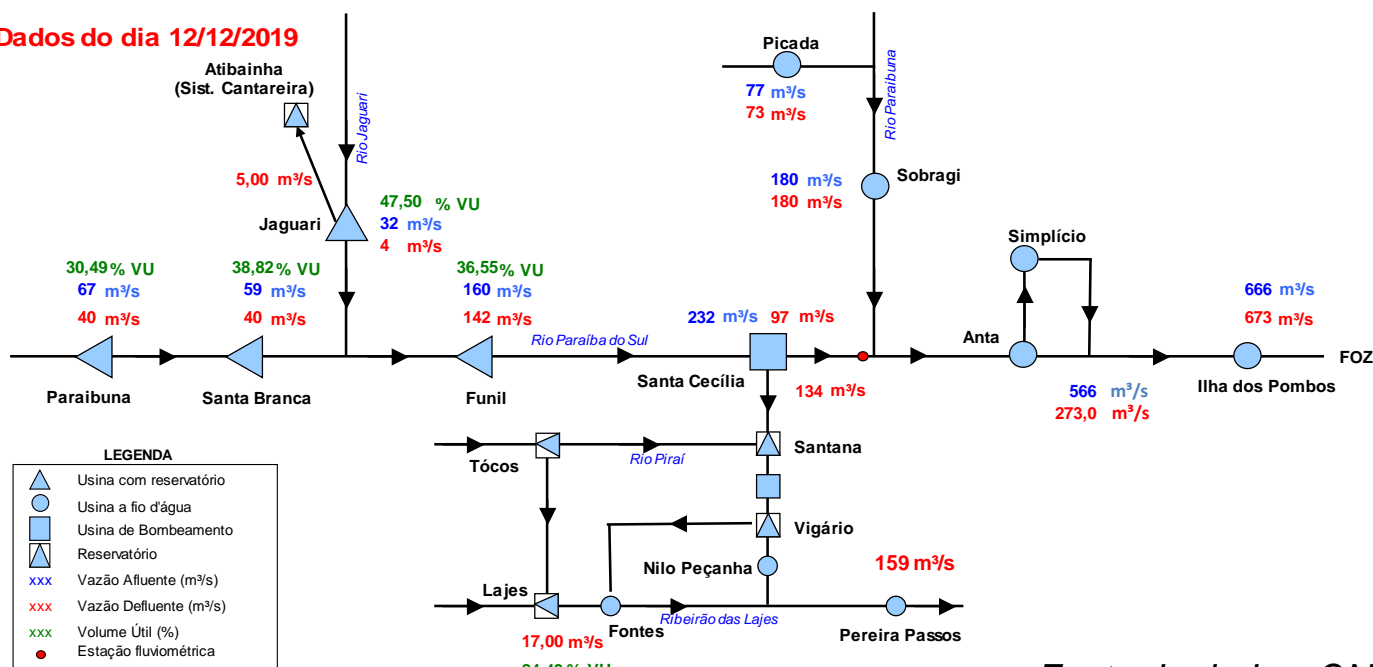 Dados do dia 12/12/2019
Atibainha
(Sist. Cantareira)
5,00 m³/s
Rio Jaguari
Jaguari
47,50 % VU
32 m³/s
4 m³/s
Picada
77 m³/s
73 m³/s
Rio Paraibuna
Sobragi
180 m³/s
180 m³/s
Simplício
30,49% VU
67 m³/s
40 m³/s
Paraibuna
38,82% VU
59 m³/s
40 m³/s
Santa Branca
36,55% VU
160 m³/s
142 m³/s
Funil
Rio Paraíba do Sul
232 m³/s 97 m³/s
Santa Cecília
134 m³/s
Anta
566 m³/s
273,0 m³/s
666 m³/s
673 m³/s
Ilha dos Pombos
FOZ
Tócos
Rio Piraí
Santana
Vigário
Nilo Peçanha
159 m³/s
Lajes
17,00 m³/s
Fontes
Ribeirão das Lajes
Pereira Passos
LEGENDA
Usina com reservatório
Usina a fio d'água
Usina de Bombeamento
Reservatório
xxx Vazão Afluente (m³/s)
xxx Vazão Defluente (m³/s)
xxx Volume Útil (%)
Estação fluviométrica